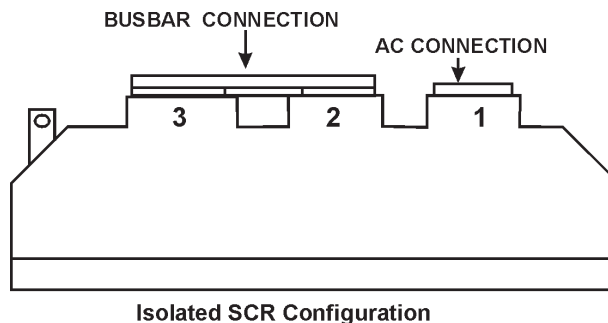 BUSBAR CONNECTION
AC CONNECTION
3 2 1
Isolated SCR Configuration